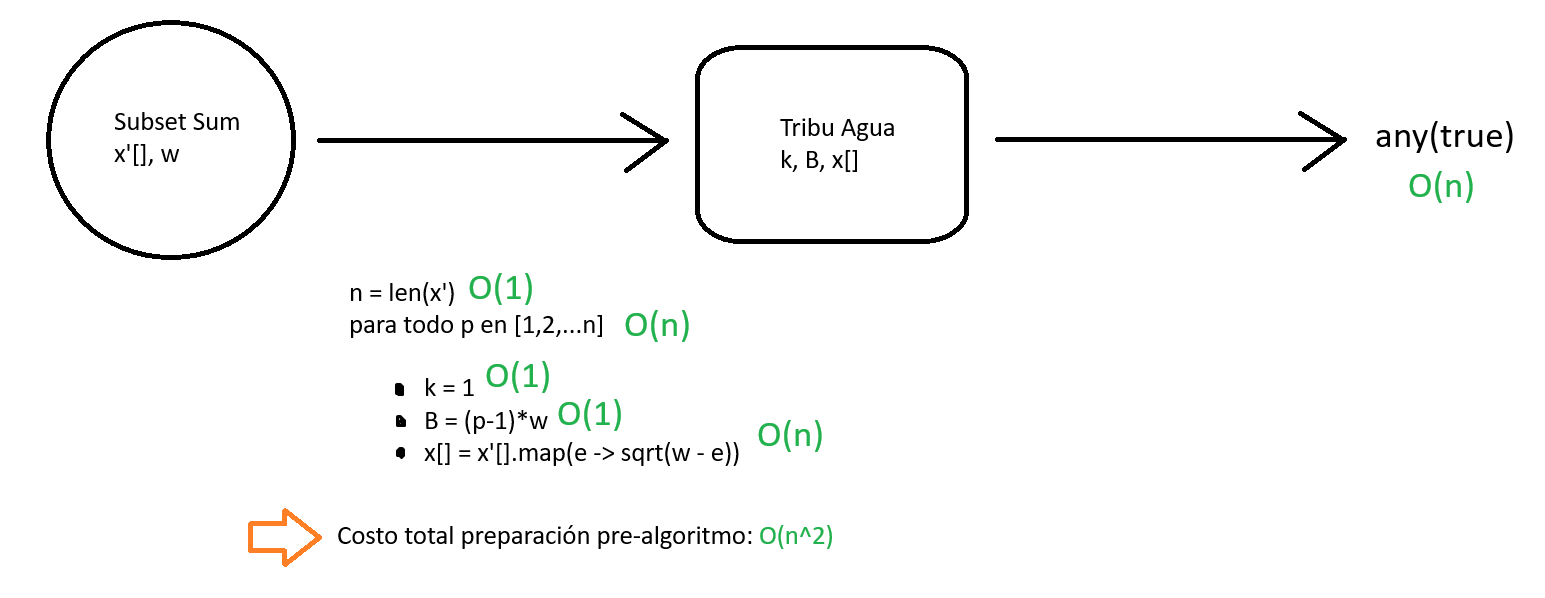 Subset Sum
x'[], w
Tribu Agua
k, B, x[]
any(true)
O(n)
n = len(x') O(1)
para todo p en [1,2,...n] O(n)
k = 1 O(1)
B = (p-1)*w O(1)
x[] = x'[].map(e -> sqrt(w - e)) O(n)
Costo total preparación pre-algoritmo: O(n^2)